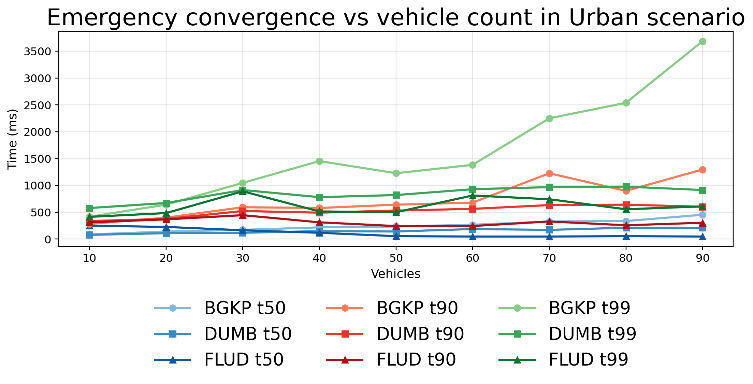 Emergency convergence vs vehicle count in Urban scenario
Time (ms)
3500
3000
2500
2000
1500
1000
500
0
10 20 30 40 50 60 70 80 90
Vehicles
BGKP t50 BGKP t90 BGKP t99
DUMB t50 DUMB t90 DUMB t99
FLUD t50 FLUD t90 FLUD t99